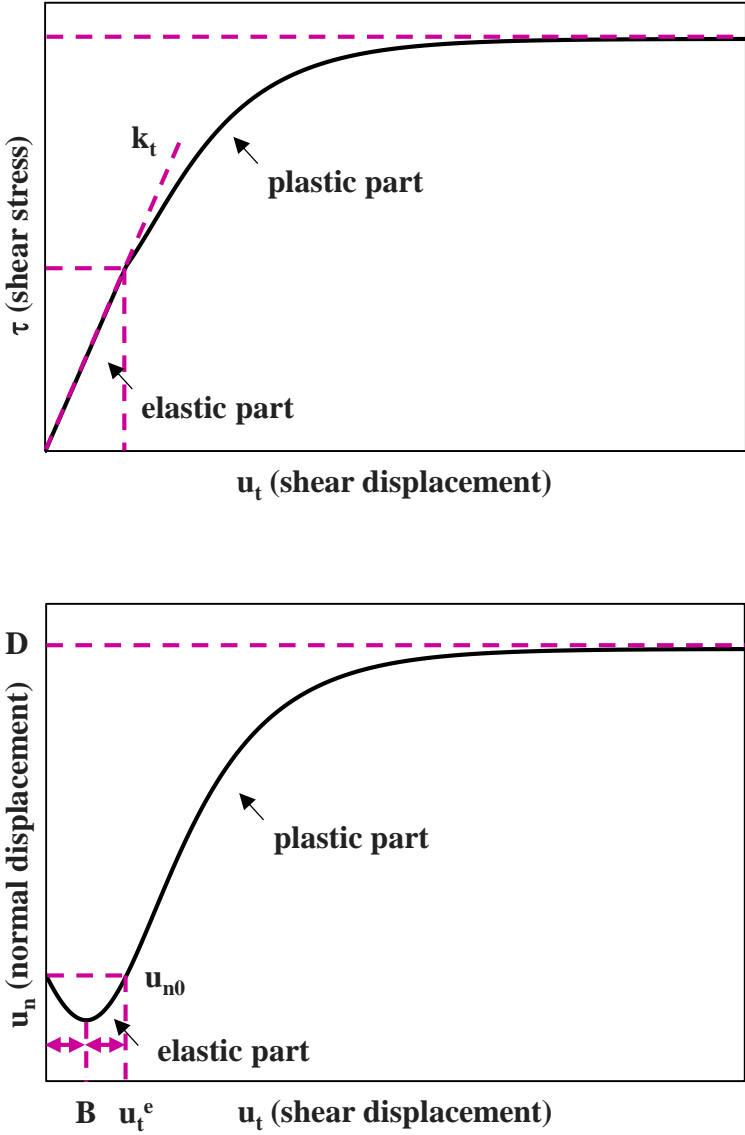 k_t
plastic part
τ (shear stress)
elastic part
u_t (shear displacement)
D
u_n (normal displacement)
plastic part
u_n0
elastic part
B
u_t^e
u_t (shear displacement)